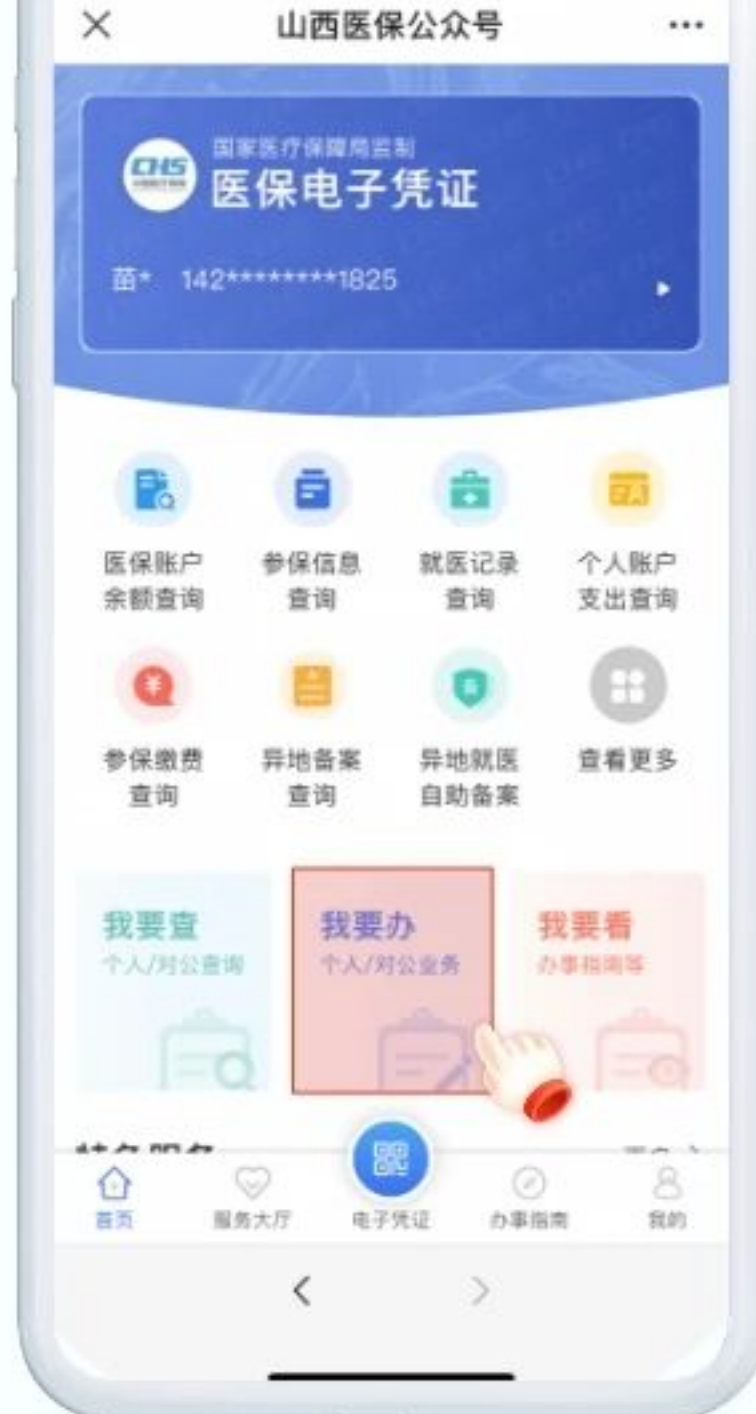 山西医保公众号
国家医疗保障局监制
CHS
医保电子凭证
苗* 142********1825
医保账户 参保信息 就医记录 个人账户
余额查询 查询 查询 支出查询
参保缴费 异地备案 异地就医 查看更多
查询 查询 自助备案
我要查 我要办 我要看
个人/对公查询 个人/对公业务 办事指南等
首页 服务大厅 电子凭证 办事指南 我的